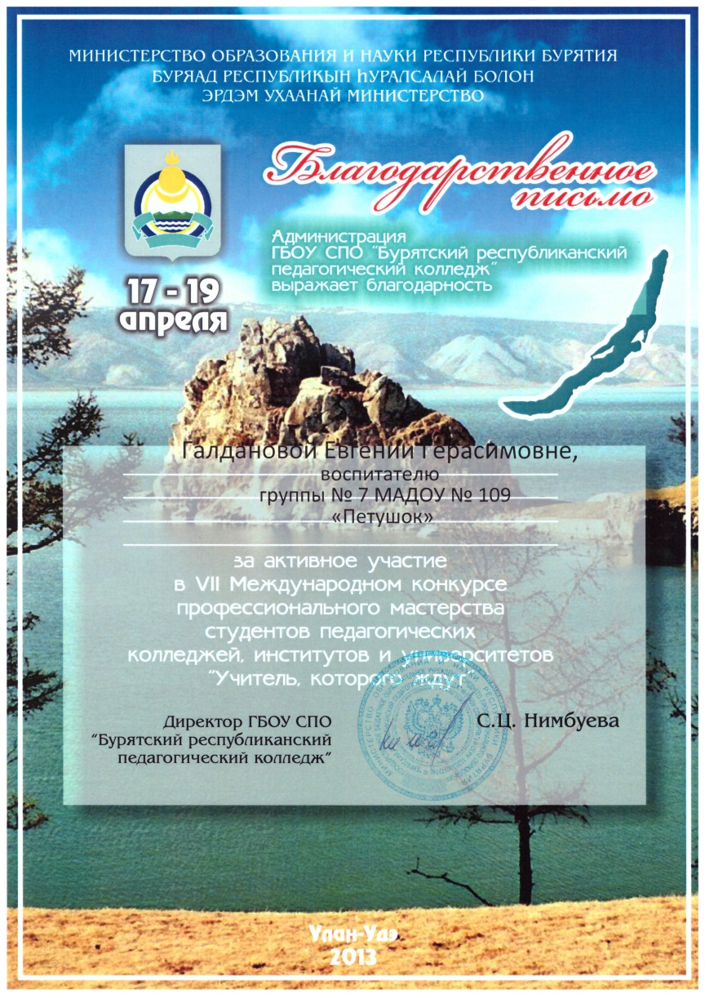 МИНИСТЕРСТВО ОБРАЗОВАНИЯ И НАУКИ РЕСПУБЛИКИ БУРЯТИЯ
БУРЯАД РЕСПУБЛИКЫН ҺУРАЛСАЛАЙ БОЛОН
ЭРДЭМ УХААНАЙ МИНИСТЕРСТВО
Благодарственное
письмо
Администрация
ГБОУ СПО "Бурятский республиканский
педагогический колледж"
выражает благодарность
17 - 19
апреля
Галдановой Евгении Герасимовне,
воспитателю
группы № 7 МАДОУ № 109
«Петушок»
за активное участие
в VII Международном конкурсе
профессионального мастерства
студентов педагогических
колледжей, институтов и университетов
"Учитель, которого ждут"
Директор ГБОУ СПО
"Бурятский республиканский
педагогический колледж"
С.Ц. Нимбуева
Улан-Удэ
2013